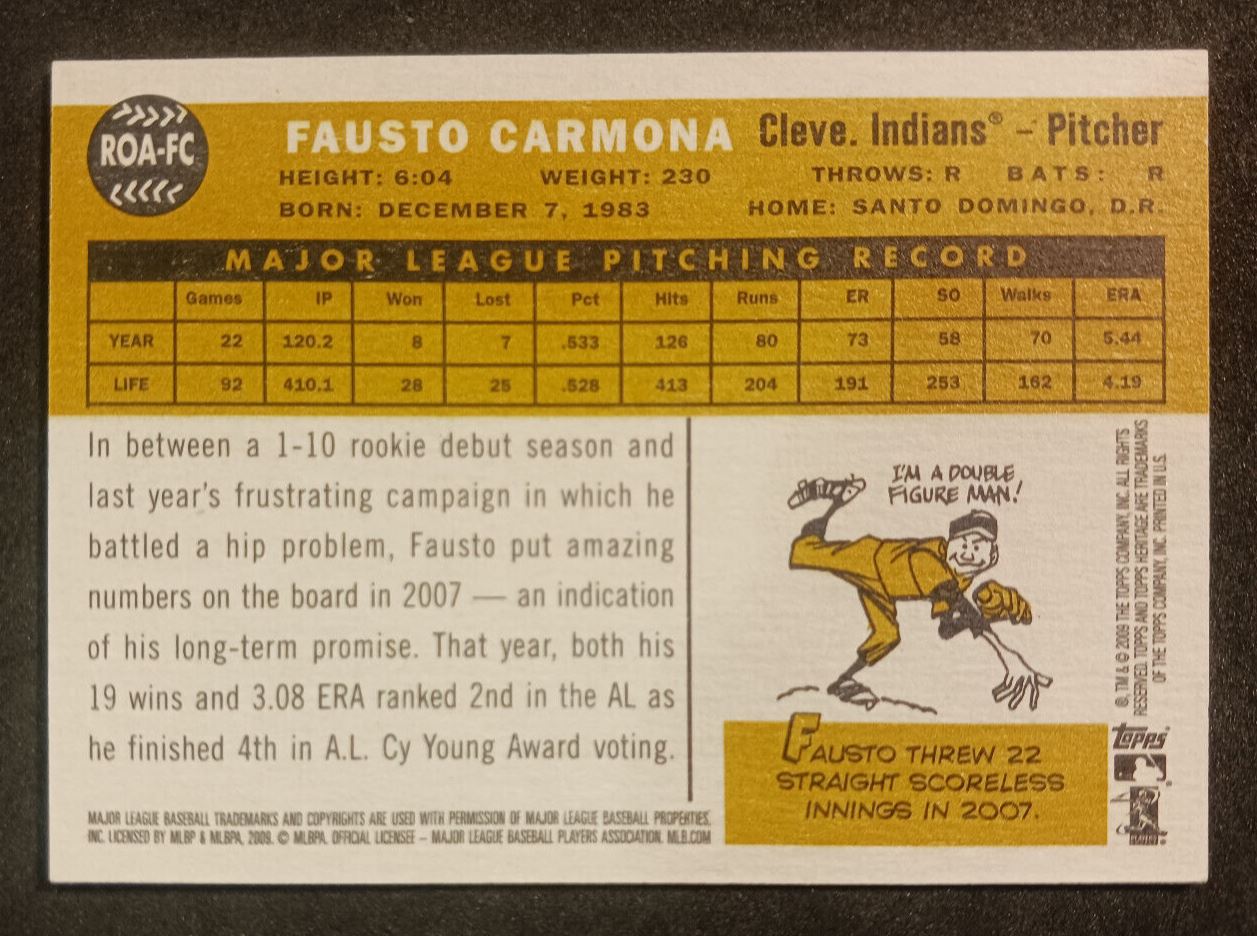 ROA-FC
FAUSTO CARMONA Cleve. Indians® – Pitcher
HEIGHT: 6:04 WEIGHT: 230 THROWS: R BATS: R
BORN: DECEMBER 7, 1983 HOME: SANTO DOMINGO, D.R.
MAJOR LEAGUE PITCHING RECORD
Games IP Won Lost Pct Hits Runs ER SO Walks ERA
YEAR 22 120.2 8 7 .533 126 80 73 58 70 5.44
LIFE 92 410.1 28 25 .528 413 204 191 253 162 4.19
In between a 1-10 rookie debut season and
last year's frustrating campaign in which he
battled a hip problem, Fausto put amazing
numbers on the board in 2007 — an indication
of his long-term promise. That year, both his
19 wins and 3.08 ERA ranked 2nd in the AL as
he finished 4th in A.L. Cy Young Award voting.
MAJOR LEAGUE BASEBALL TRADEMARKS AND COPYRIGHTS ARE USED WITH PERMISSION OF MAJOR LEAGUE BASEBALL PROPERTIES,
INC. LICENSED BY MLBP & MLBPA, 2009. © MLBPA. OFFICIAL LICENSEE – MAJOR LEAGUE BASEBALL PLAYERS ASSOCIATION. MLB.COM
I'M A DOUBLE
FIGURE MAN!
FAUSTO THREW 22
STRAIGHT SCORELESS
INNINGS IN 2007.
®, TM & © 2009 THE TOPPS COMPANY, INC. ALL RIGHTS
RESERVED. TOPPS AND TOPPS HERITAGE ARE TRADEMARKS
OF THE TOPPS COMPANY, INC. PRINTED IN U.S.
Topps